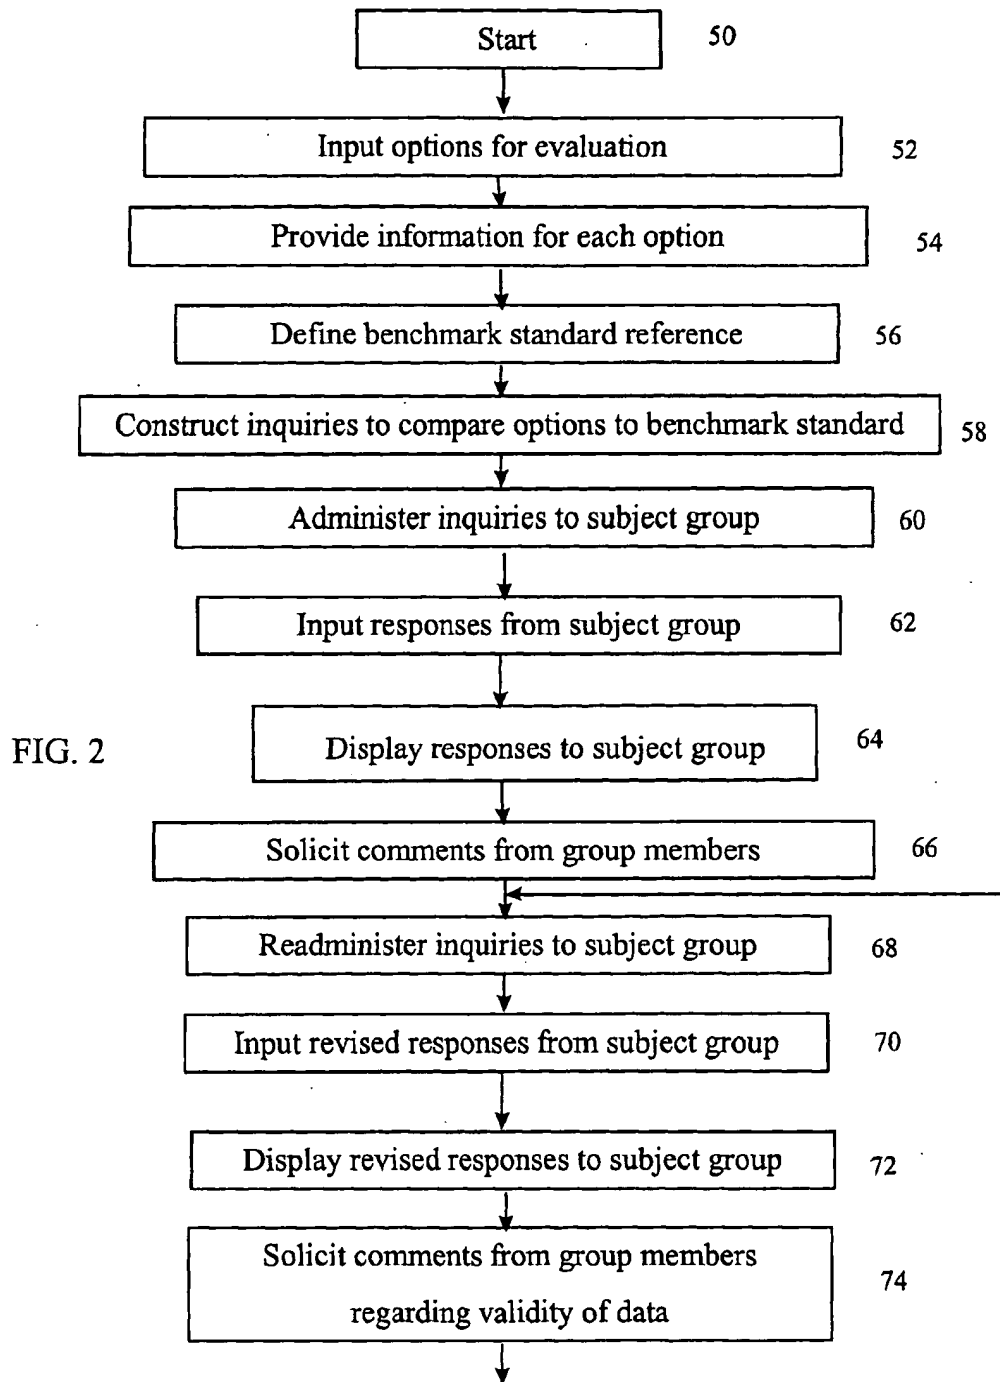 Start 50
Input options for evaluation 52
Provide information for each option 54
Define benchmark standard reference 56
Construct inquiries to compare options to benchmark standard 58
Administer inquiries to subject group 60
Input responses from subject group 62
FIG. 2 Display responses to subject group 64
Solicit comments from group members 66
Readminister inquiries to subject group 68
Input revised responses from subject group 70
Display revised responses to subject group 72
Solicit comments from group members
regarding validity of data 74